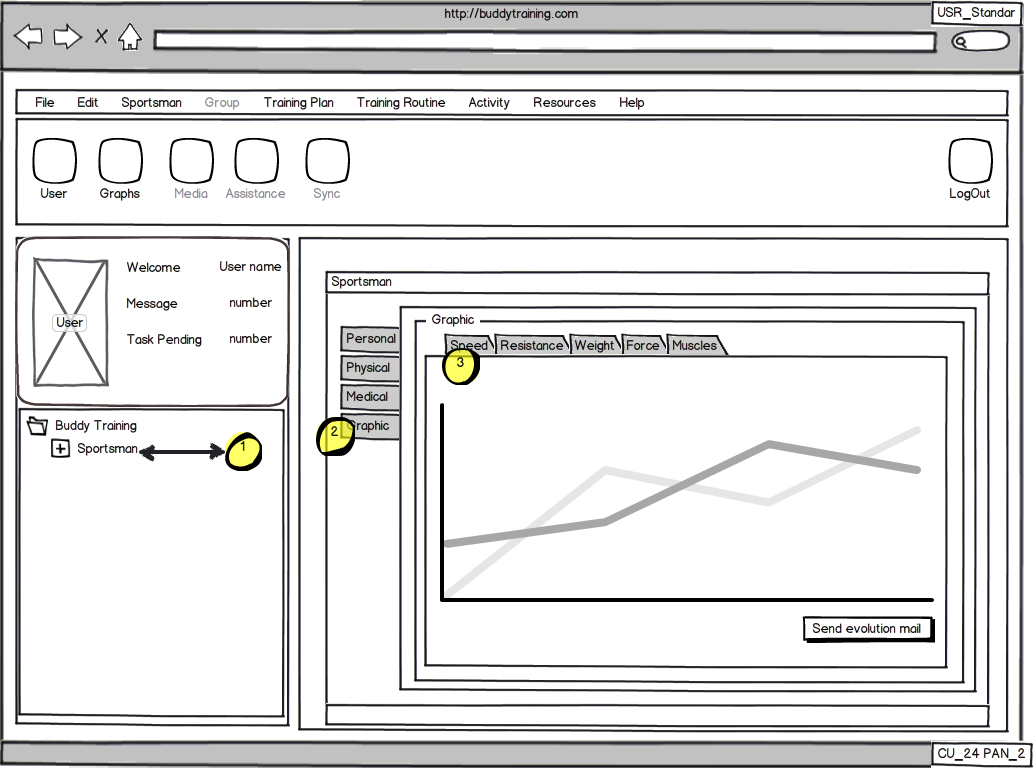 http://buddytraining.com
USR_Standar
X
File Edit Sportsman Group Training Plan Training Routine Activity Resources Help
User Graphs Media Assistance Sync LogOut
User
Welcome User name
Message number
Task Pending number
Buddy Training
Sportsman
1
Sportsman
Personal
Physical
Medical
Graphic
2
Graphic
Speed Resistance Weight Force Muscles
3
Send evolution mail
CU_24 PAN_2